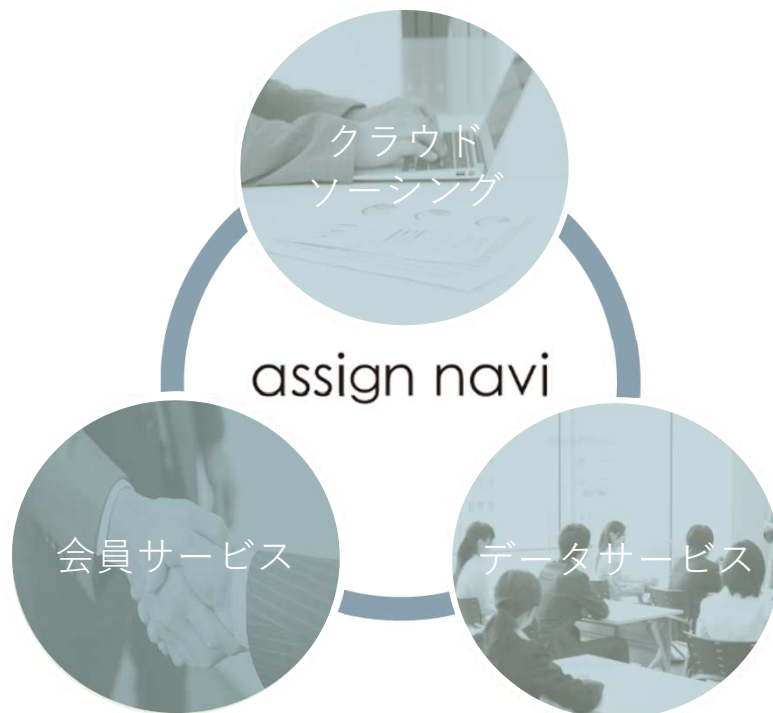 クラウド
ソーシング
assign navi
会員サービス
データサービス